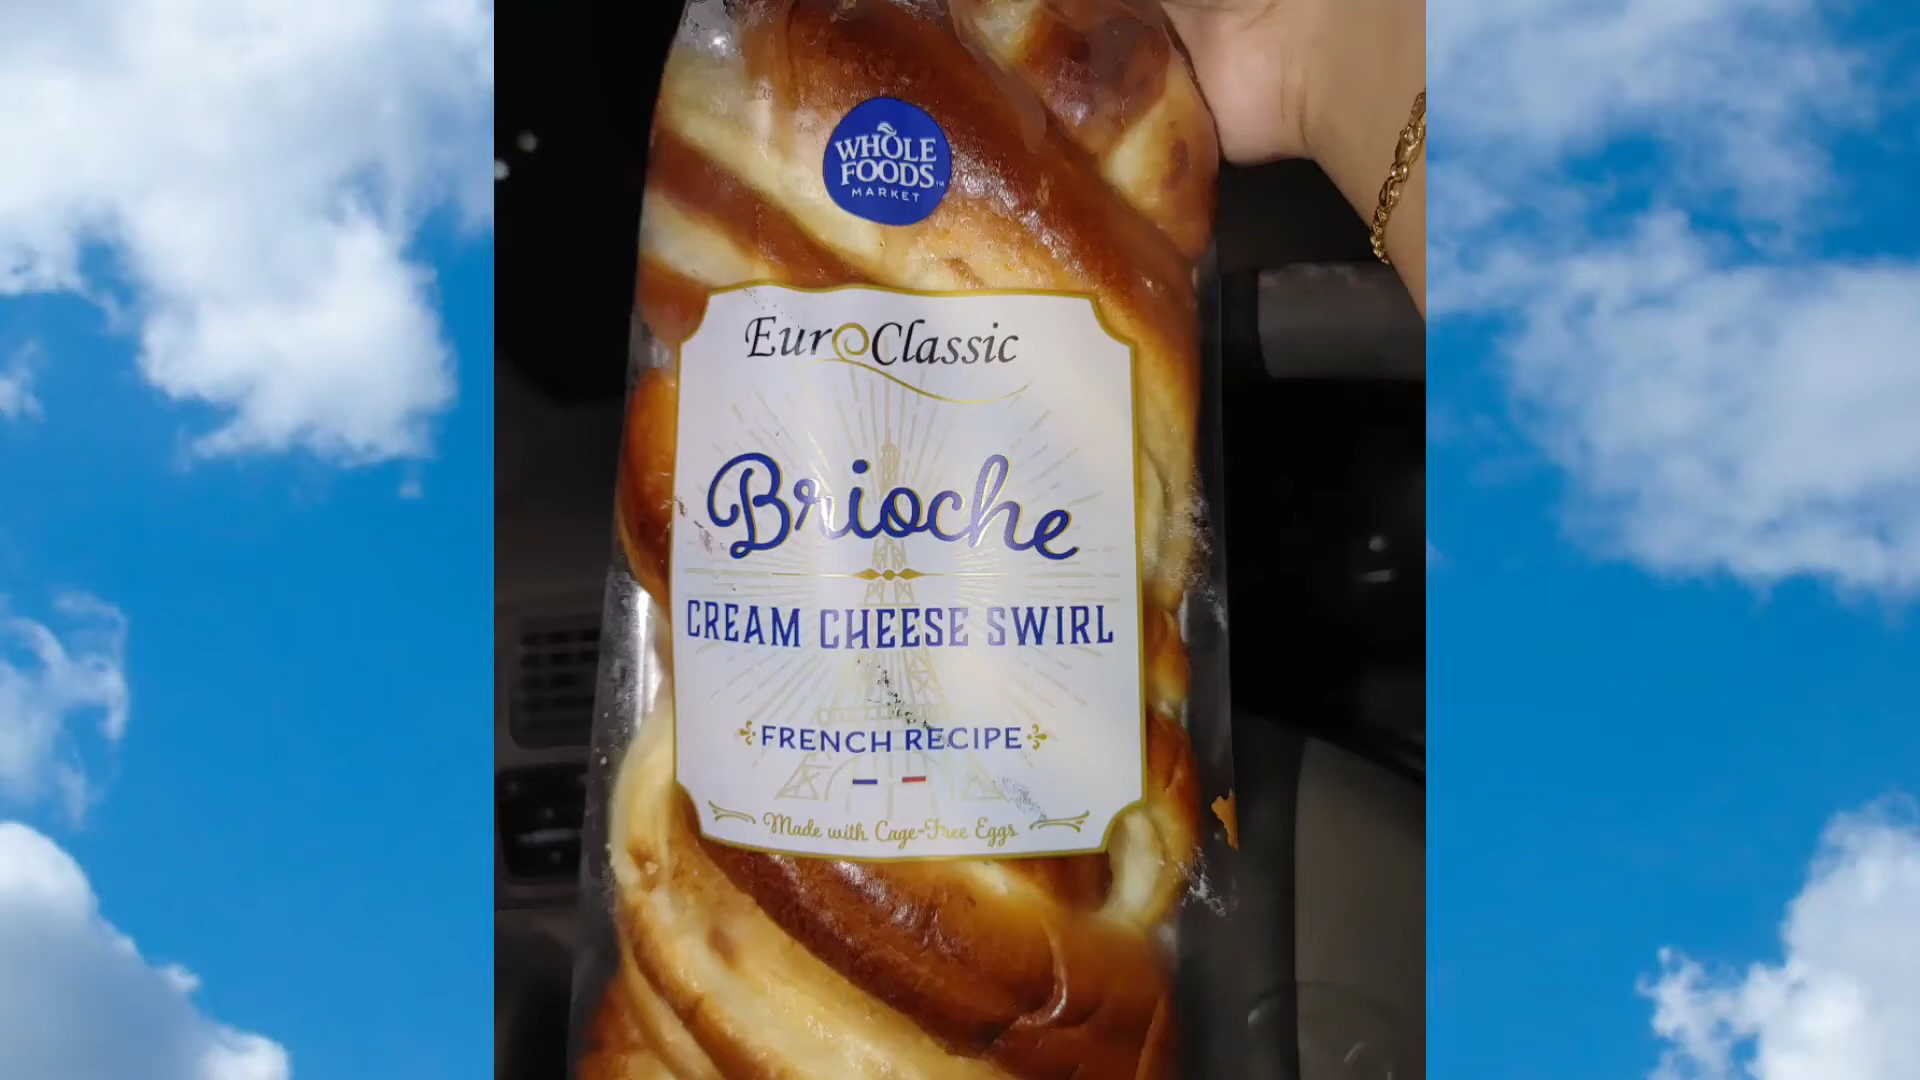 WHOLE
FOODS
MARKET
EuroClassic
Brioche
CREAM CHEESE SWIRL
FRENCH RECIPE
Made with Cage-Free Eggs